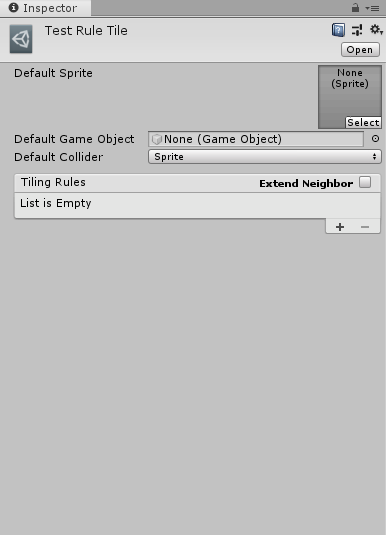 Inspector
Test Rule Tile
Open
Default Sprite
None
(Sprite)
Select
Default Game Object
None (Game Object)
Default Collider
Sprite
Tiling Rules
Extend Neighbor
List is Empty